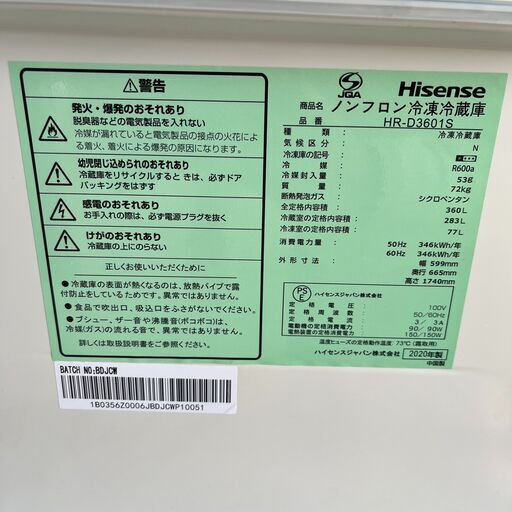 警告
発火・爆発のおそれあり
脱臭器などの電気製品を入れない
冷媒が漏れていると電気製品の接点の火花による着火、着火による爆発の原因になります。
幼児閉じ込められのおそれあり
冷蔵庫をリサイクルするときは、必ずドアパッキングをはずす
感電のおそれあり
お手入れの際は、必ず電源プラグを抜く
けがのおそれあり
冷蔵庫の上にのらない
正しくお使いいただくために
●冷蔵庫の表面が熱くなるのは、放熱パイプで露付防止をしているためです。異常ではありません。
●食品で吹出口、吸込口をふさがないでください。
●ブシュー、ザー音や沸騰音(ポコポコ)は、冷媒(ガス)の流れる音で、異常ではありません。
詳しくは取扱説明書をご参照ください。
BATCH NO:BDJCW
1B0356Z0006JBDJCWP10051
JQA
Hisense
商品名 ノンフロン冷凍冷蔵庫
品番 HR-D3601S
種類: 冷凍冷蔵庫
気候区分: N
冷凍庫の記号:
冷媒: R600a
冷媒封入量: 53g
質量: 72kg
断熱発泡ガス: シクロペンタン
全定格内容積: 360L
冷蔵室の定格内容積: 283L
冷凍室の定格内容積: 77L
消費電力量: 50Hz 346kWh/年
60Hz 346kWh/年
外形寸法: 幅 599mm
奥行 665mm
高さ 1740mm
PSE
ハイセンスジャパン株式会社
定格電圧: 100V
定格周波数: 50/60Hz
定格電流: 3/ 3A
電動機の定格消費電力: 90/ 90W
電熱装置の定格消費電力: 150/150W
温度ヒューズの定格動作温度: 73℃ (霜取用)
ハイセンスジャパン株式会社
2020年製
中国製